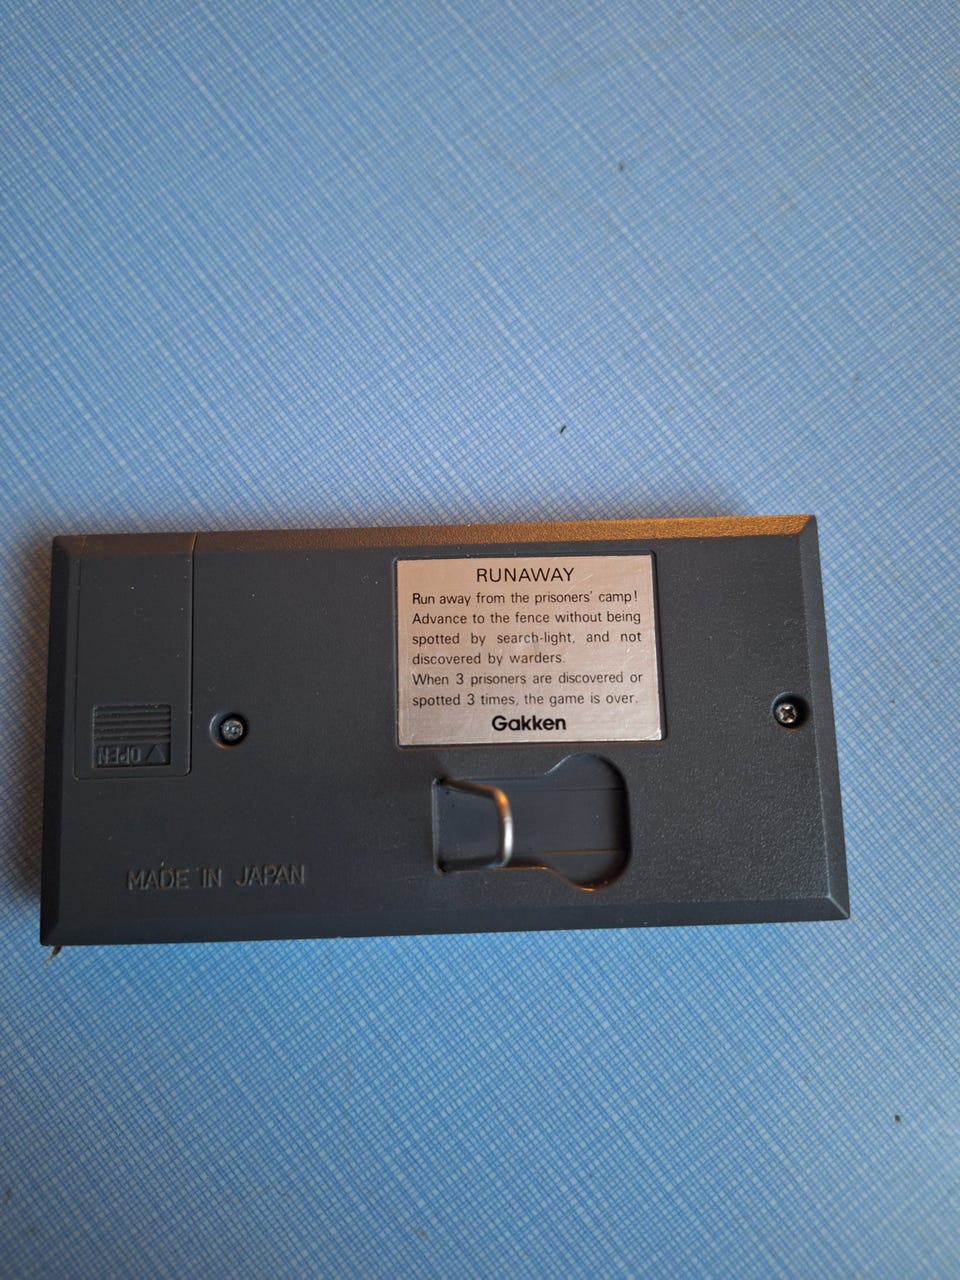 RUNAWAY
Run away from the prisoners' camp!
Advance to the fence without being
spotted by search-light, and not
discovered by warders.
When 3 prisoners are discovered or
spotted 3 times, the game is over.
Gakken
OPEN
MADE IN JAPAN